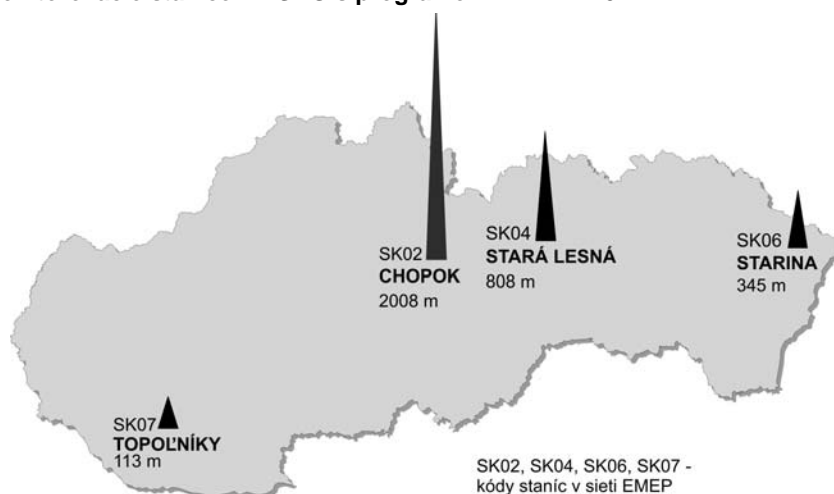 SK02
CHOPOK
2008 m
SK04
STARÁ LESNÁ
808 m
SK06
STARINA
345 m
SK07
TOPOĽNÍKY
113 m
SK02, SK04, SK06, SK07 -
kódy staníc v sieti EMEP